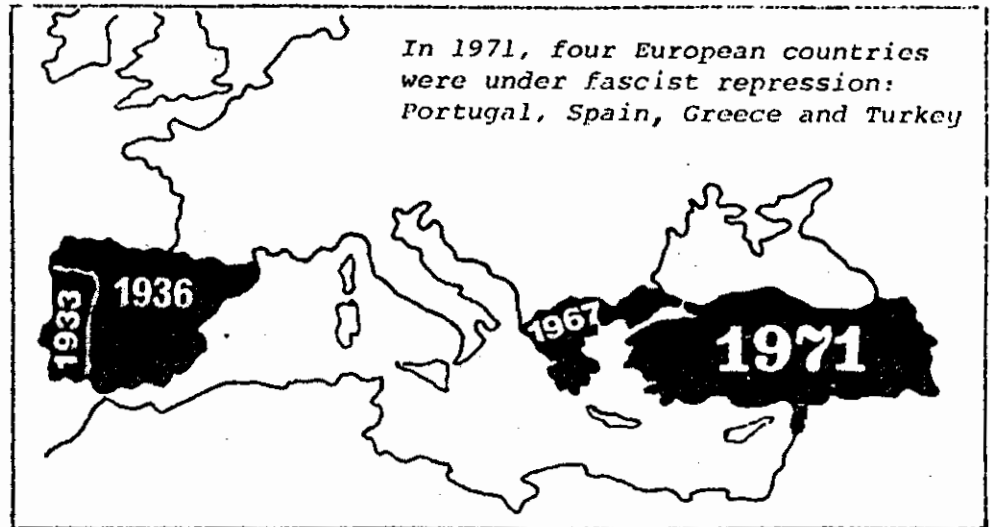 In 1971, four European countries
were under fascist repression:
Portugal, Spain, Greece and Turkey
1933
1936
1967
1971